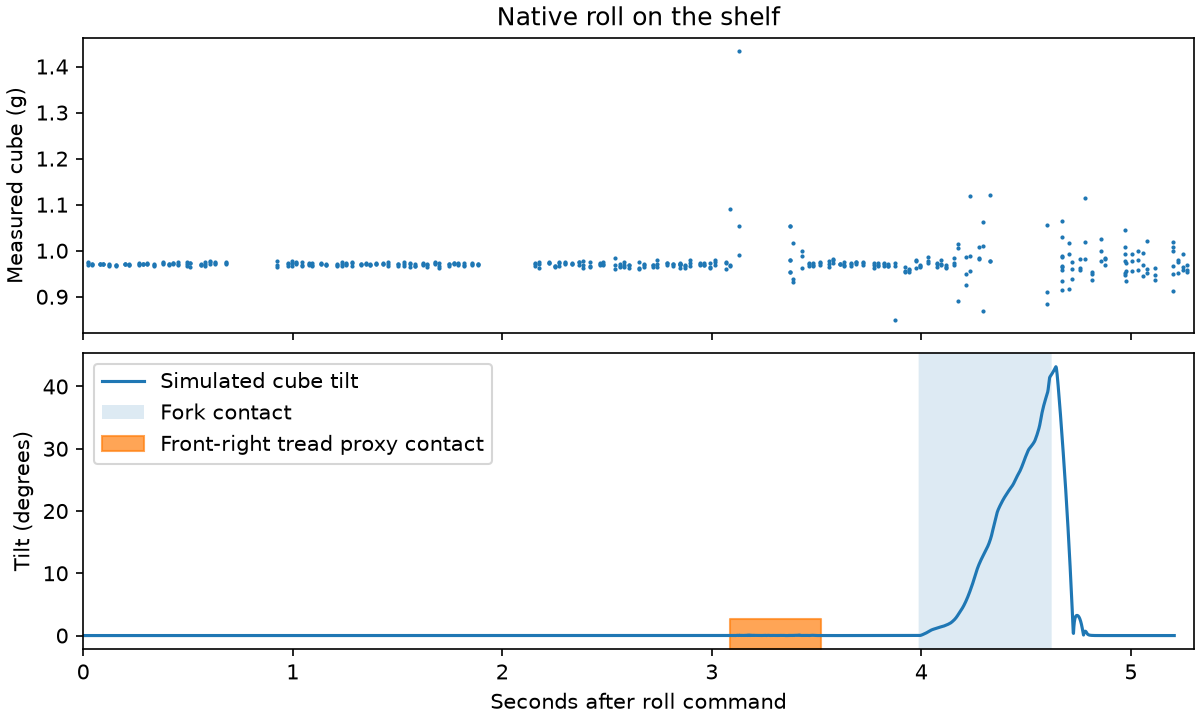 Native roll on the shelf
Measured cube (g)
1.4
1.3
1.2
1.1
1.0
0.9
Tilt (degrees)
40
30
20
10
0
Simulated cube tilt
Fork contact
Front-right tread proxy contact
0 1 2 3 4 5
Seconds after roll command